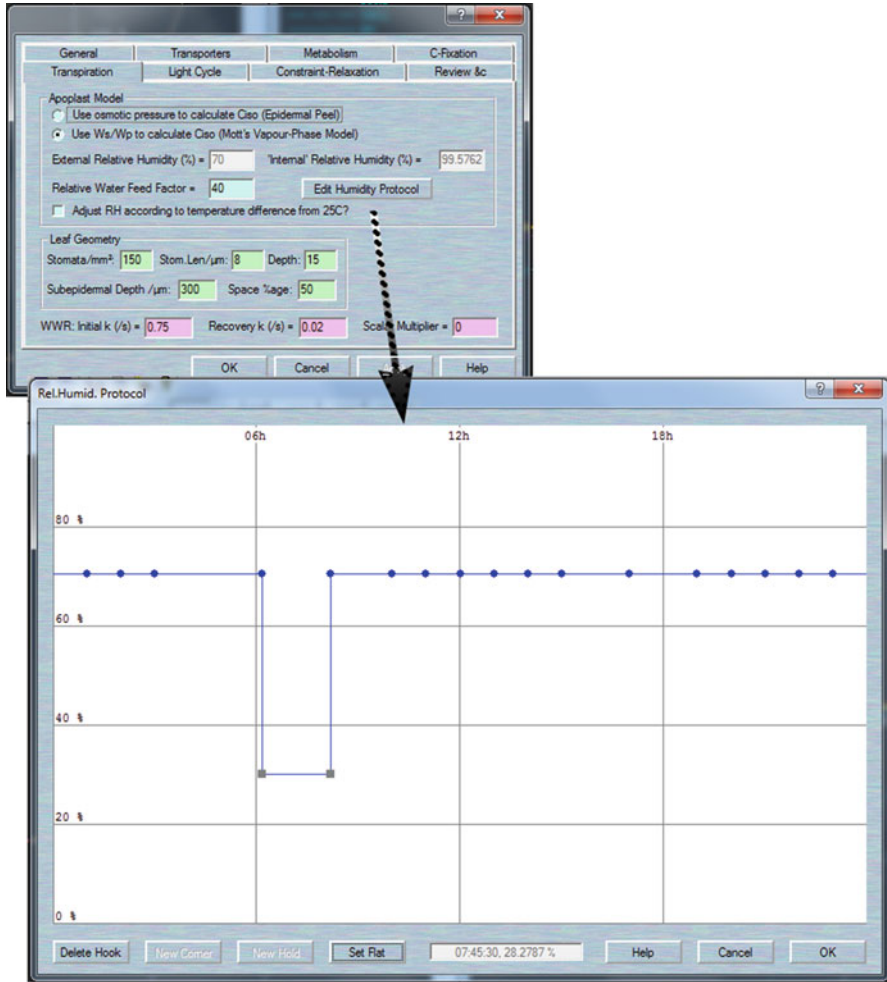 General Transporters Metabolism C-Fixation
Transpiration Light Cycle Constraint-Relaxation Review &c
Apoplast Model
Use osmotic pressure to calculate Ciso (Epidermal Peel)
Use Ws/Wp to calculate Ciso (Mott's Vapour-Phase Model)
External Relative Humidity (%) = 70 'Internal' Relative Humidity (%) = 99.5762
Relative Water Feed Factor = 40 Edit Humidity Protocol
Adjust RH according to temperature difference from 25C?
Leaf Geometry
Stomata/mm²: 150 Stom.Len/µm: 8 Depth: 15
Subepidermal Depth /µm: 300 Space %age: 50
WWR: Initial k (/s) = 0.75 Recovery k (/s) = 0.02 Multiplier = 0
OK Cancel Help
Rel.Humid. Protocol
06h 12h 18h
80 %
60 %
40 %
20 %
0 %
Delete Hook New Corner New Hold Set Flat 07:45:30, 28.2787 % Help Cancel OK